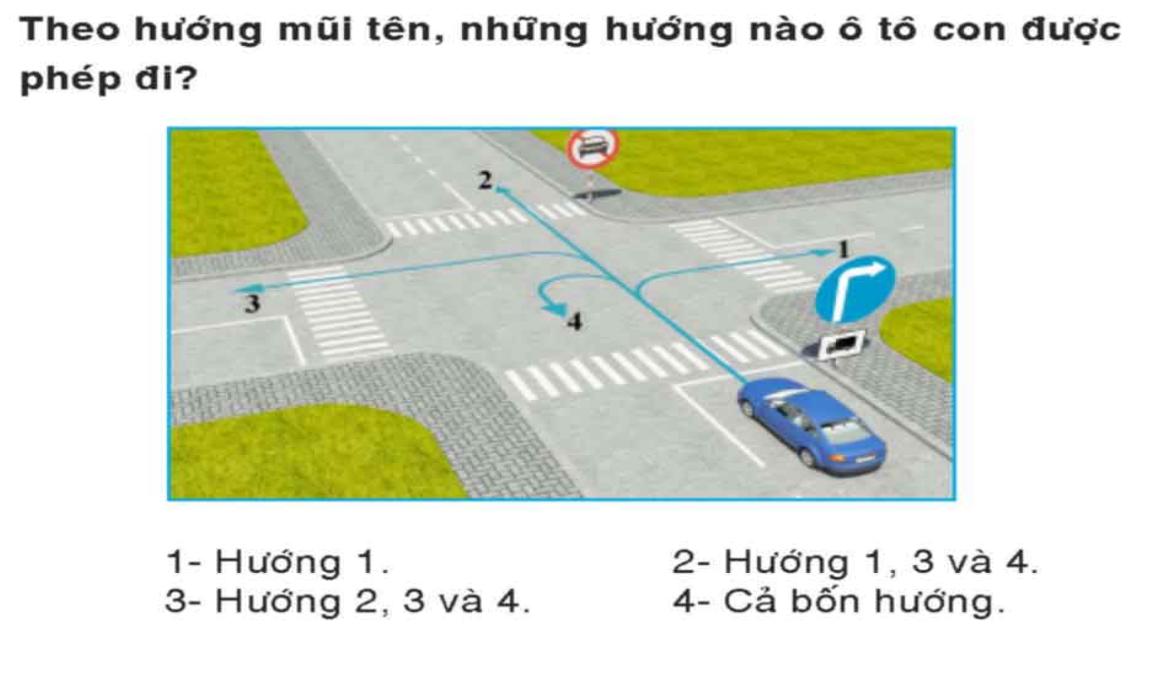 Theo hướng mũi tên, những hướng nào ô tô con được
phép đi?
2
1
3
4
1- Hướng 1.
2- Hướng 1, 3 và 4.
3- Hướng 2, 3 và 4.
4- Cả bốn hướng.